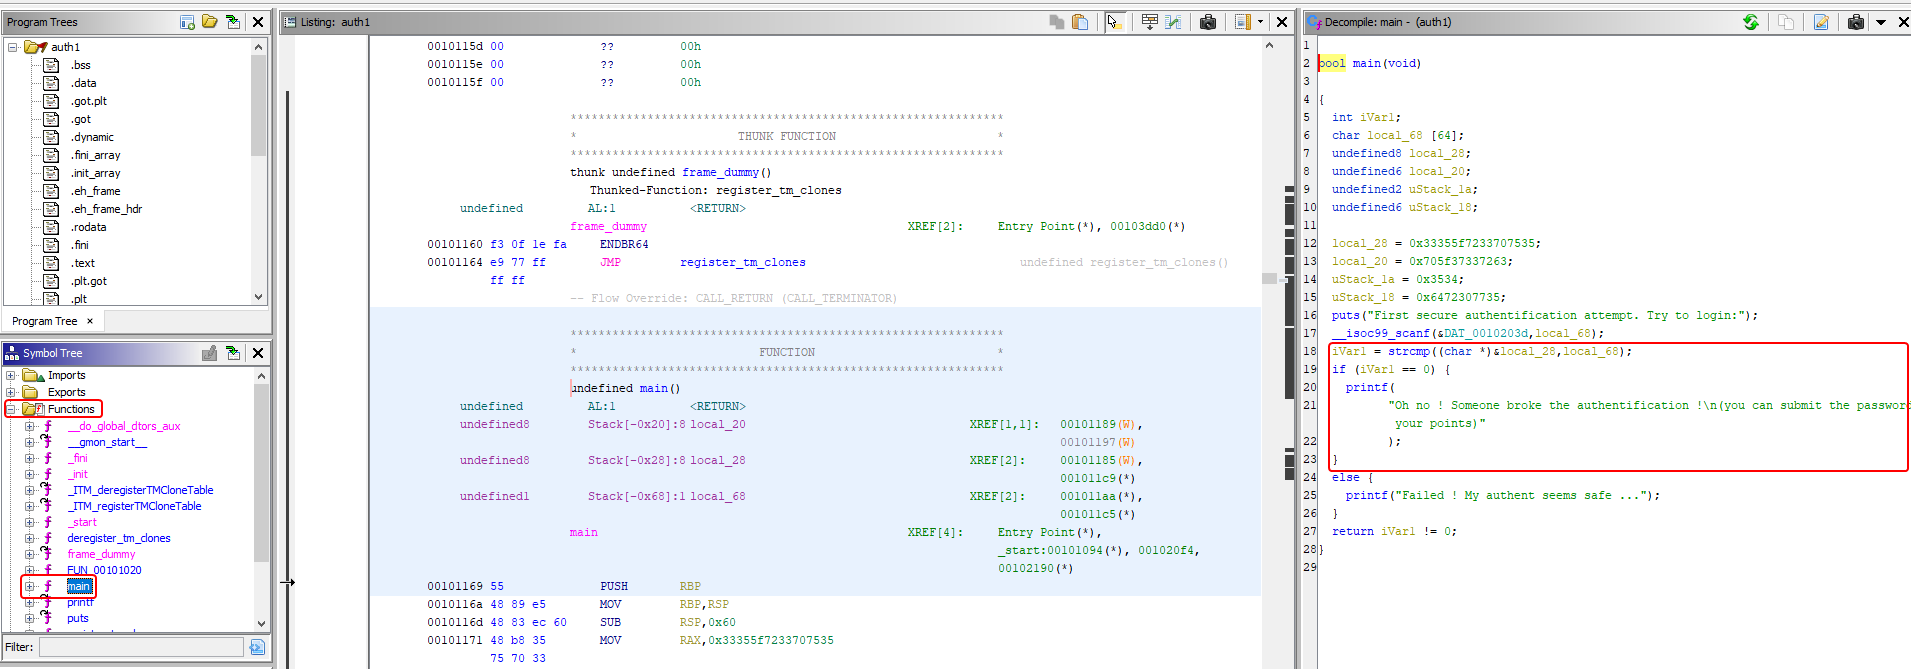 Program Trees
auth1
.bss
.data
.got.plt
.got
.dynamic
.fini_array
.init_array
.eh_frame
.eh_frame_hdr
.rodata
.fini
.text
.plt.got
.plt
Program Tree ×
Symbol Tree
Imports
Exports
Functions
__do_global_dtors_aux
__gmon_start__
_fini
_init
_ITM_deregisterTMCloneTable
_ITM_registerTMCloneTable
_start
deregister_tm_clones
frame_dummy
FUN_00101020
main
printf
puts
Filter:
Listing: auth1
0010115d 00 ?? 00h
0010115e 00 ?? 00h
0010115f 00 ?? 00h
**************************************************************
* THUNK FUNCTION *
**************************************************************
thunk undefined frame_dummy()
Thunked-Function: register_tm_clones
undefined AL:1 <RETURN>
frame_dummy XREF[2]: Entry Point(*), 00103dd0(*)
00101160 f3 0f 1e fa ENDBR64
00101164 e9 77 ff JMP register_tm_clones undefined register_tm_clones()
ff ff
-- Flow Override: CALL_RETURN (CALL_TERMINATOR)
**************************************************************
* FUNCTION *
**************************************************************
undefined main()
undefined AL:1 <RETURN>
undefined8 Stack[-0x20]:8 local_20 XREF[1,1]: 00101189(W),
00101197(W)
undefined8 Stack[-0x28]:8 local_28 XREF[2]: 00101185(W),
001011c9(*)
undefined1 Stack[-0x68]:1 local_68 XREF[2]: 001011aa(*),
001011c5(*)
main XREF[4]: Entry Point(*),
_start:00101094(*), 001020f4,
00102190(*)
00101169 55 PUSH RBP
0010116a 48 89 e5 MOV RBP,RSP
0010116d 48 83 ec 60 SUB RSP,0x60
00101171 48 b8 35 MOV RAX,0x33355f7233707535
75 70 33
Decompile: main - (auth1)
1
2 bool main(void)
3
4 {
5 int iVar1;
6 char local_68 [64];
7 undefined8 local_28;
8 undefined6 local_20;
9 undefined2 uStack_1a;
10 undefined6 uStack_18;
11
12 local_28 = 0x33355f7233707535;
13 local_20 = 0x705f37337263;
14 uStack_1a = 0x3534;
15 uStack_18 = 0x6472307735;
16 puts("First secure authentification attempt. Try to login:");
17 __isoc99_scanf(&DAT_0010203d,local_68);
18 iVar1 = strcmp((char *)&local_28,local_68);
19 if (iVar1 == 0) {
20 printf(
21 "Oh no ! Someone broke the authentification !\n(you can submit the password
your points)"
22 );
23 }
24 else {
25 printf("Failed ! My authent seems safe ...");
26 }
27 return iVar1 != 0;
28 }
29